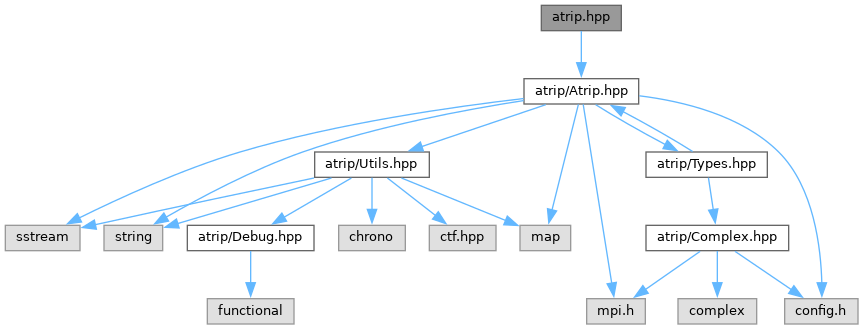 atrip.hpp
atrip/Atrip.hpp
atrip/Utils.hpp
atrip/Types.hpp
sstream
string
atrip/Debug.hpp
chrono
ctf.hpp
map
atrip/Complex.hpp
functional
mpi.h
complex
config.h